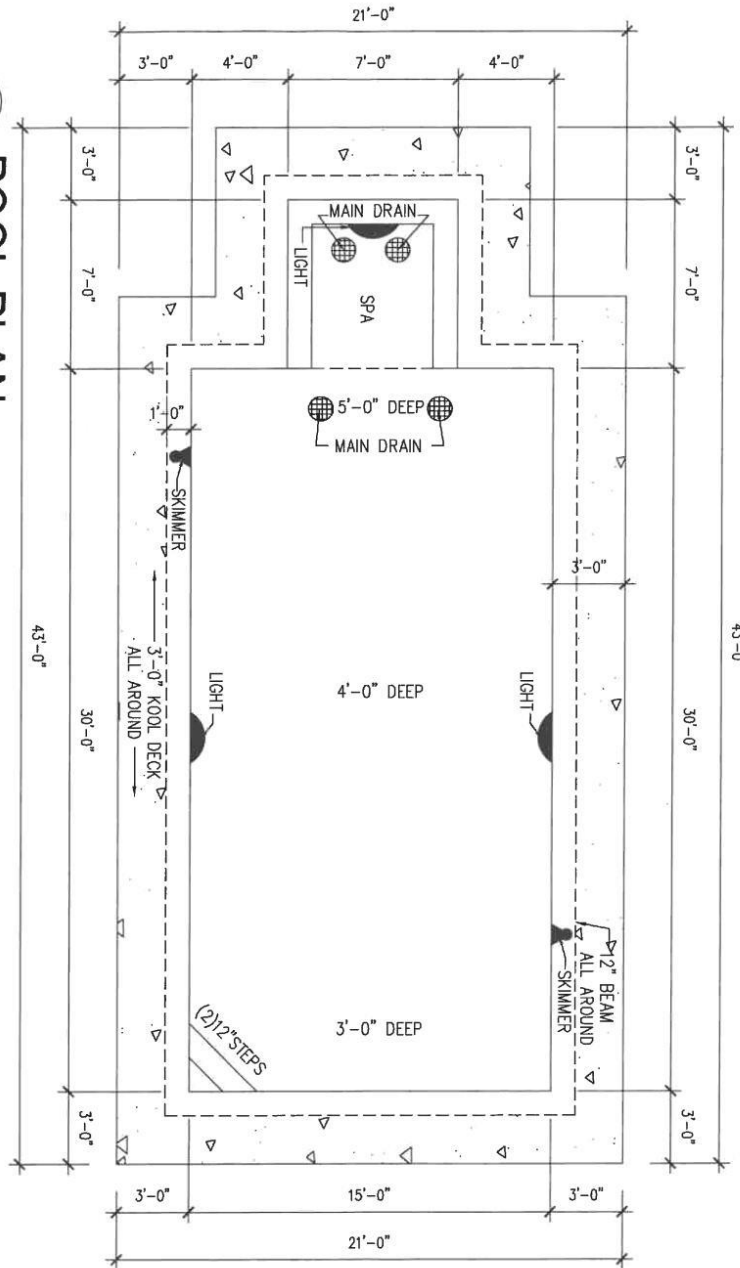 21'-0"
3'-0"
4'-0"
7'-0"
4'-0"
3'-0"
7'-0"
30'-0"
3'-0"
43'-0"
3'-0"
7'-0"
30'-0"
3'-0"
MAIN DRAIN
LIGHT
SPA
5'-0" DEEP
MAIN DRAIN
1'-0"
SKIMMER
3'-0"
3'-0" KOOL DECK
ALL AROUND
LIGHT
4'-0" DEEP
LIGHT
12" BEAM
ALL AROUND
SKIMMER
3'-0" DEEP
(2)12"STEPS
3'-0"
15'-0"
3'-0"
21'-0"